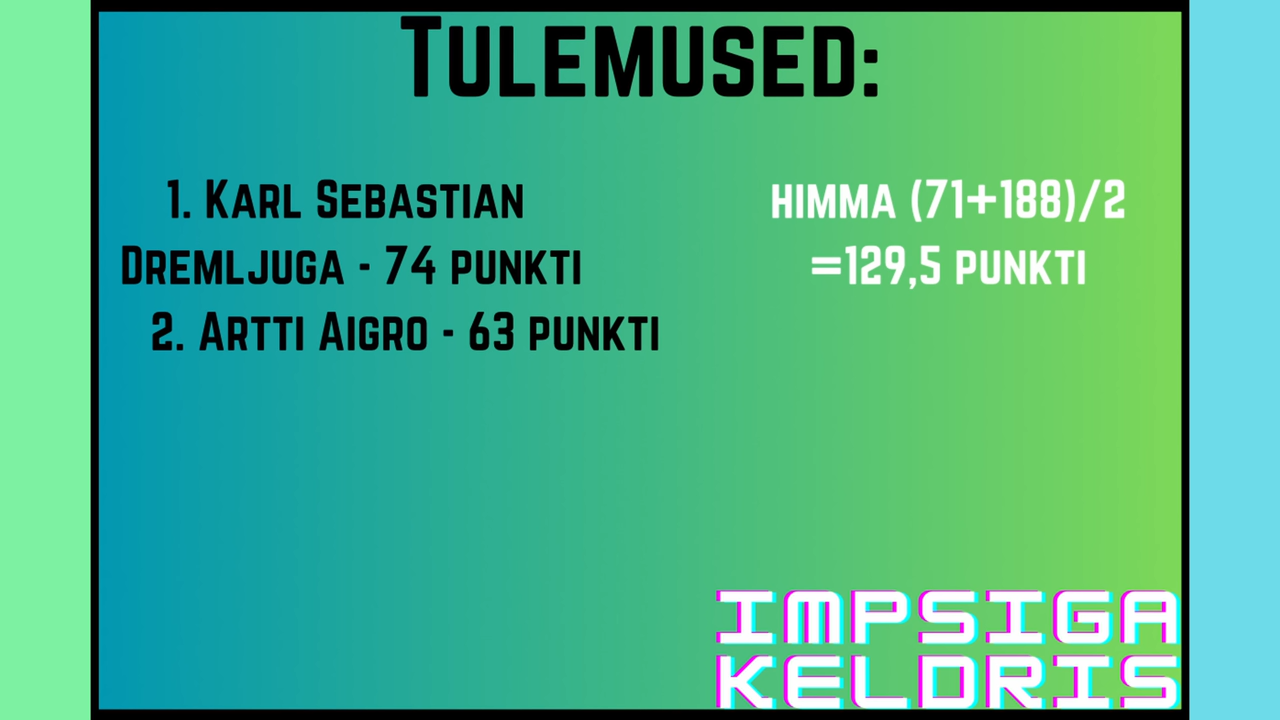 Tulemused:
1. Karl Sebastian
Dremljuga - 74 punkti
2. Artti Aigro - 63 punkti
himma (71+188)/2
=129,5 punkti
IMPSIGA
KELDRIS